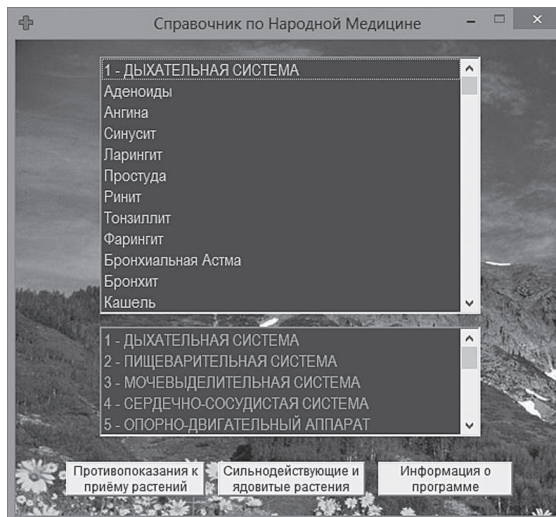 Справочник по Народной Медицине
1 - ДЫХАТЕЛЬНАЯ СИСТЕМА
Аденоиды
Ангина
Синусит
Ларингит
Простуда
Ринит
Тонзиллит
Фарингит
Бронхиальная Астма
Бронхит
Кашель
1 - ДЫХАТЕЛЬНАЯ СИСТЕМА
2 - ПИЩЕВАРИТЕЛЬНАЯ СИСТЕМА
3 - МОЧЕВЫДЕЛИТЕЛЬНАЯ СИСТЕМА
4 - СЕРДЕЧНО-СОСУДИСТАЯ СИСТЕМА
5 - ОПОРНО-ДВИГАТЕЛЬНЫЙ АППАРАТ
Противопоказания к
приёму растений
Сильнодействующие и
ядовитые растения
Информация о
программе